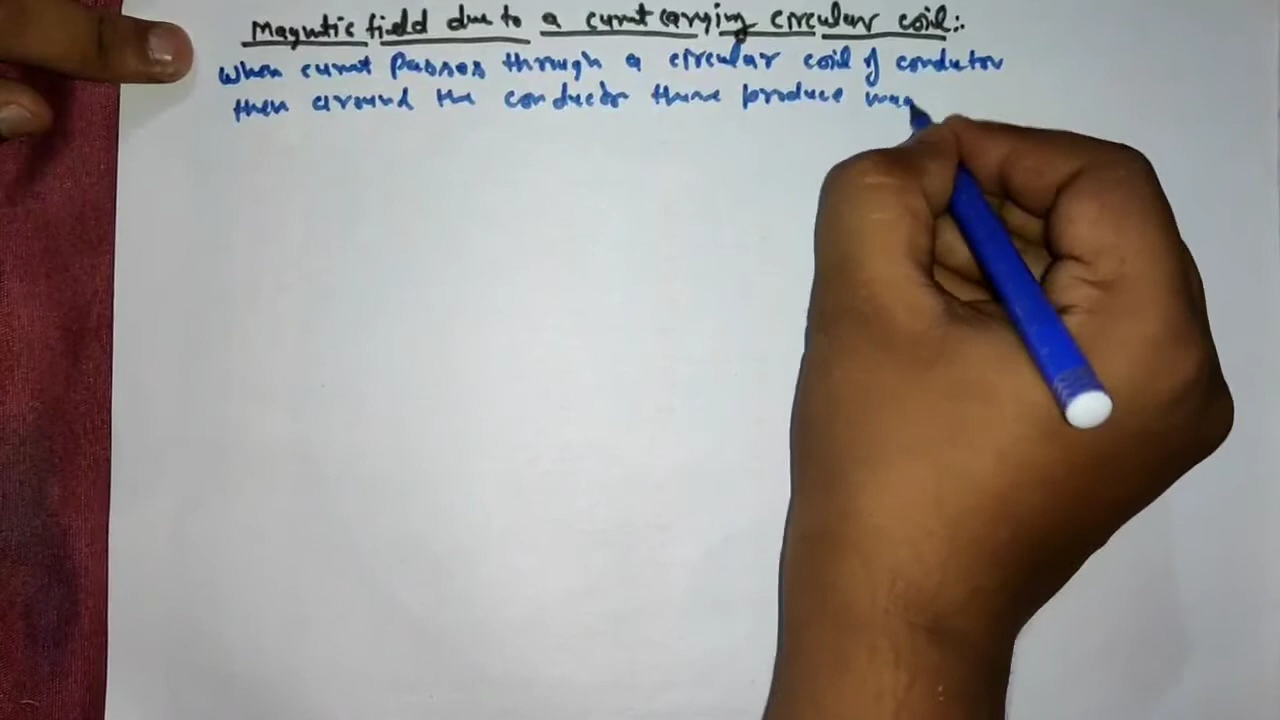 Magnetic field due to a current carrying circular coil:-
When current passes through a circular coil of conductor
then around the conductor there produce mag